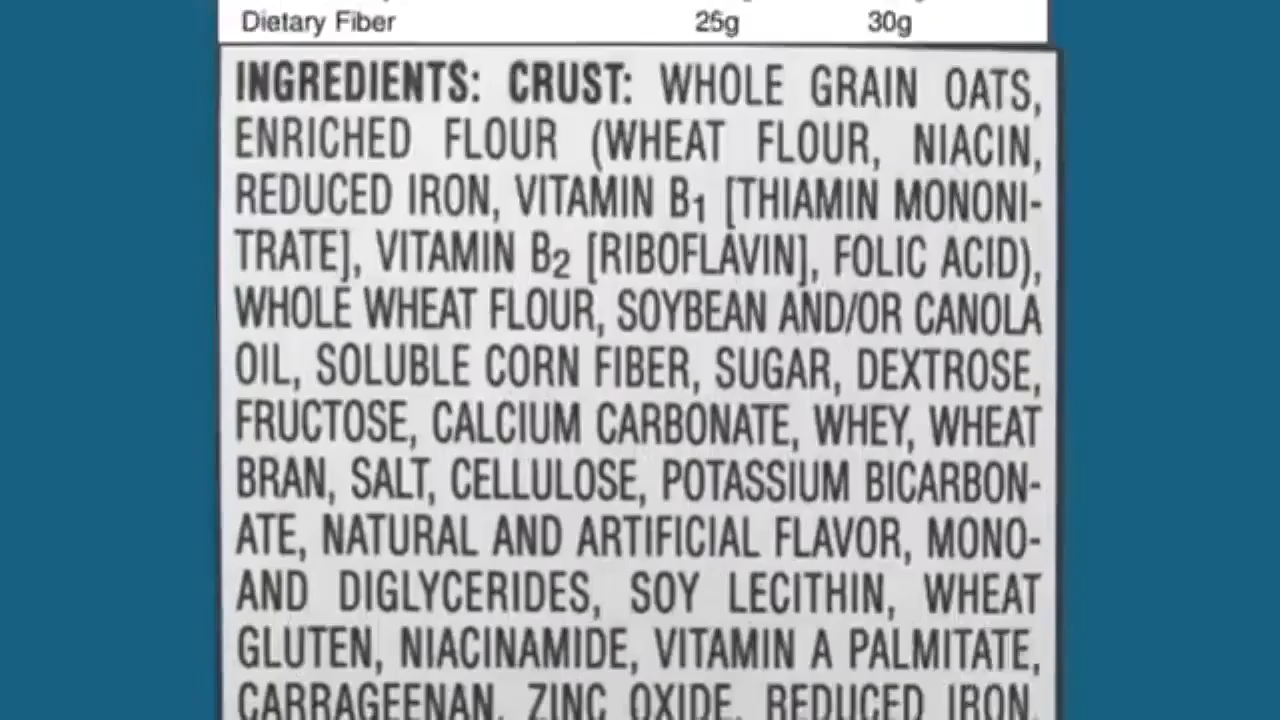 Dietary Fiber 25g 30g
INGREDIENTS: CRUST: WHOLE GRAIN OATS,
ENRICHED FLOUR (WHEAT FLOUR, NIACIN,
REDUCED IRON, VITAMIN B1 [THIAMIN MONONI-
TRATE], VITAMIN B2 [RIBOFLAVIN], FOLIC ACID),
WHOLE WHEAT FLOUR, SOYBEAN AND/OR CANOLA
OIL, SOLUBLE CORN FIBER, SUGAR, DEXTROSE,
FRUCTOSE, CALCIUM CARBONATE, WHEY, WHEAT
BRAN, SALT, CELLULOSE, POTASSIUM BICARBON-
ATE, NATURAL AND ARTIFICIAL FLAVOR, MONO-
AND DIGLYCERIDES, SOY LECITHIN, WHEAT
GLUTEN, NIACINAMIDE, VITAMIN A PALMITATE,
CARRAGEENAN, ZINC OXIDE, REDUCED IRON,